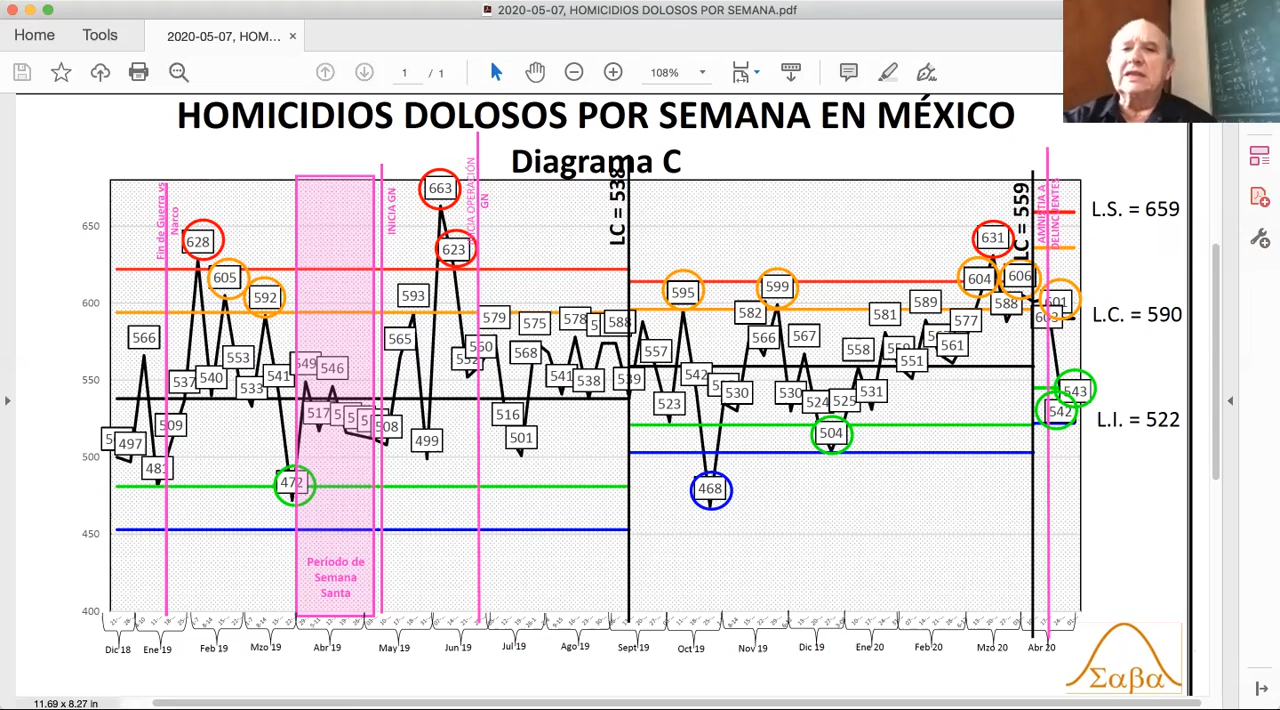 2020-05-07, HOMICIDIOS DOLOSOS POR SEMANA.pdf
Home
Tools
2020-05-07, HOM... ×
1 / 1
108%
HOMICIDIOS DOLOSOS POR SEMANA EN MÉXICO
Diagrama C
LC = 538
LC = 559
L.S. = 659
L.C. = 590
L.I. = 522
Fin de Guerra vs
Narco
INICIA GN
INICIA OPERACIÓN
GN
AMNISTIA A
DELINCUENTES
Periodo de
Semana
Santa
650
600
550
500
450
400
497
566
481
509
537
628
540
605
553
533
592
541
472
549
517
546
508
565
593
499
663
623
552
560
579
516
568
501
575
541
578
538
588
539
557
523
595
542
468
530
582
566
599
530
567
524
504
525
558
531
581
551
589
561
577
604
631
588
606
602
601
542
543
Dic 18
Ene 19
Feb 19
Mzo 19
Abr 19
May 19
Jun 19
Jul 19
Ago 19
Sept 19
Oct 19
Nov 19
Dic 19
Ene 20
Feb 20
Mzo 20
Abr 20
Σαβα
11.69 x 8.27 in